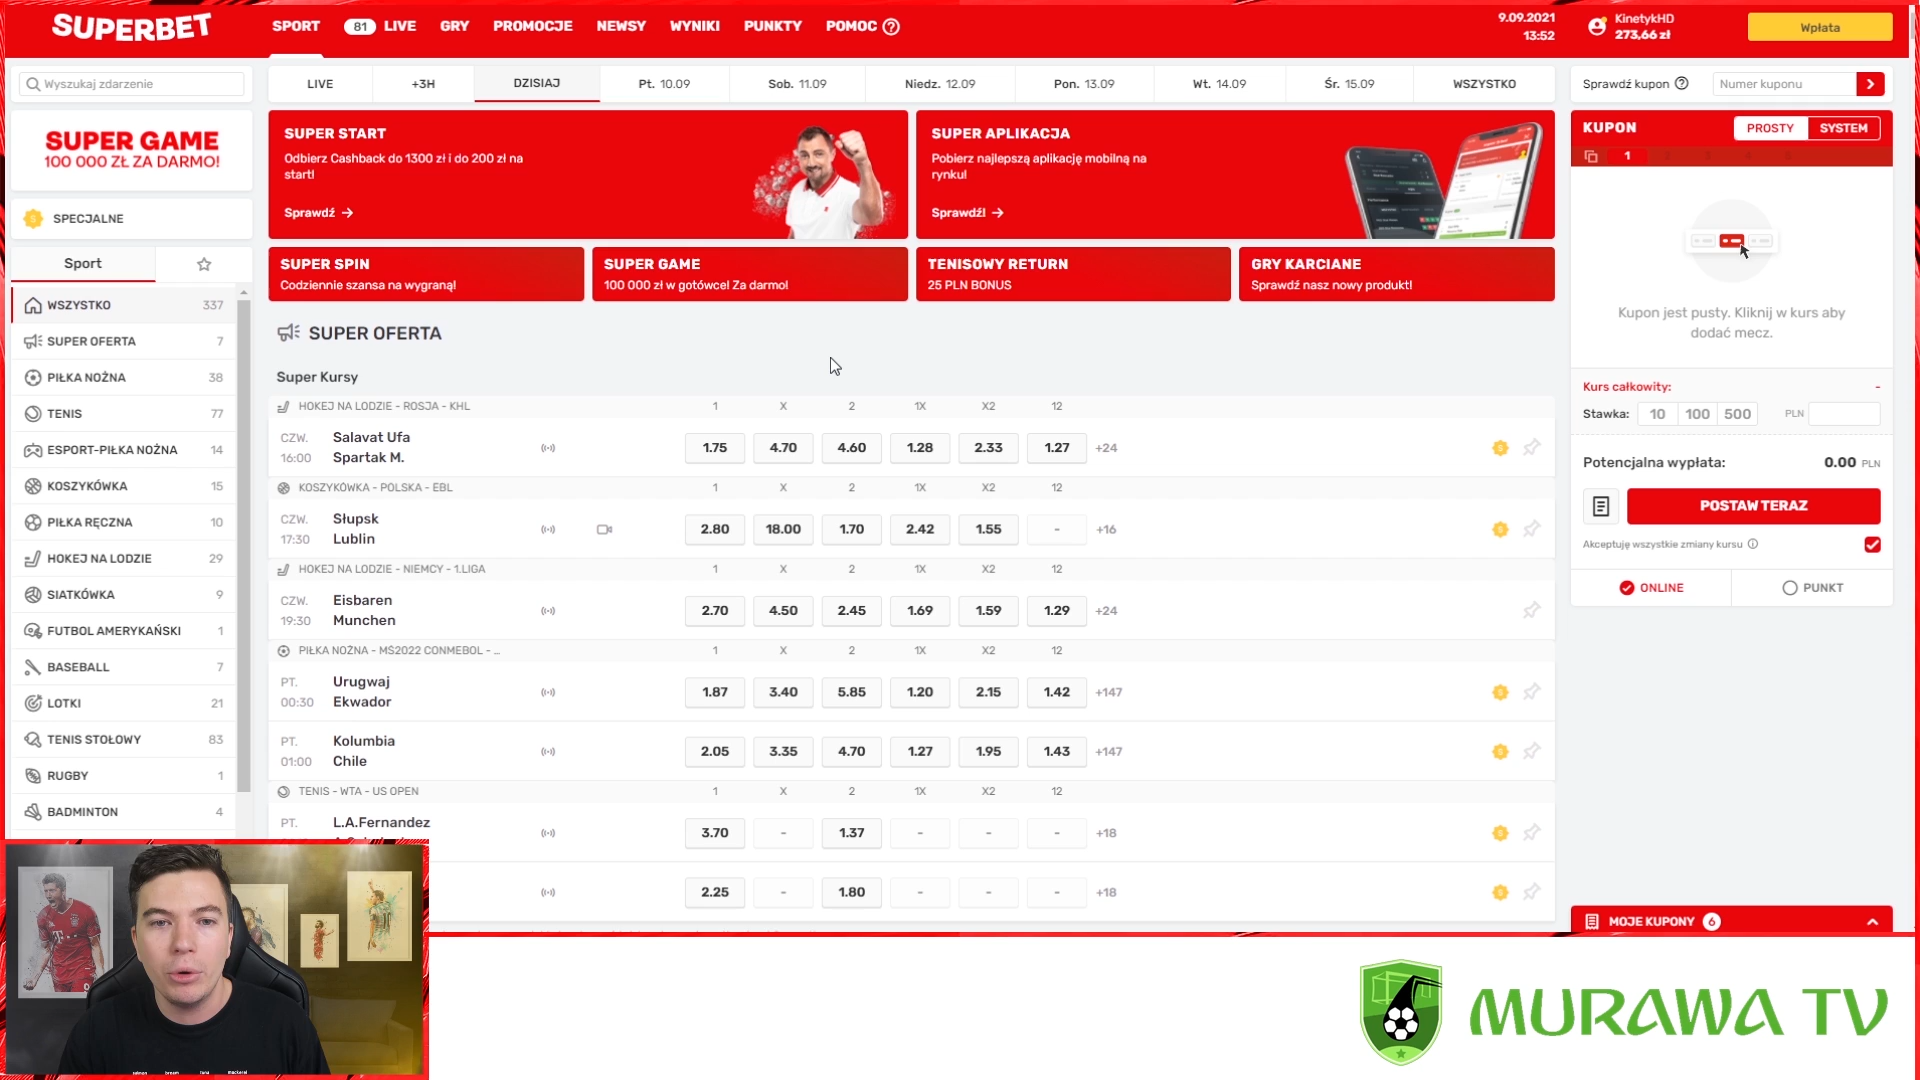 SUPERBET
SPORT
81 LIVE
GRY
PROMOCJE
NEWSY
WYNIKI
PUNKTY
POMOC ?
9.09.2021
13:52
KinetykHD
273,66 zł
Wpłata
Wyszukaj zdarzenie
LIVE
+3H
DZISIAJ
Pt. 10.09
Sob. 11.09
Niedz. 12.09
Pon. 13.09
Wt. 14.09
Śr. 15.09
WSZYSTKO
Sprawdź kupon ?
Numer kuponu
SUPER GAME
100 000 ZŁ ZA DARMO!
SPECJALNE
Sport
WSZYSTKO 337
SUPER OFERTA 7
PIŁKA NOŻNA 38
TENIS 77
ESPORT-PIŁKA NOŻNA 14
KOSZYKÓWKA 15
PIŁKA RĘCZNA 10
HOKEJ NA LODZIE 29
SIATKÓWKA 9
FUTBOL AMERYKAŃSKI 1
BASEBALL 7
LOTKI 21
TENIS STOŁOWY 83
RUGBY 1
BADMINTON 4
SUPER START
Odbierz Cashback do 1300 zł i do 200 zł na
start!
Sprawdź →
SUPER APLIKACJA
Pobierz najlepszą aplikację mobilną na
rynku!
Sprawdź! →
SUPER SPIN
Codziennie szansa na wygraną!
SUPER GAME
100 000 zł w gotówce! Za darmo!
TENISOWY RETURN
25 PLN BONUS
GRY KARCIANE
Sprawdź nasz nowy produkt!
SUPER OFERTA
Super Kursy
HOKEJ NA LODZIE - ROSJA - KHL 1 X 2 1X X2 12
CZW. Salavat Ufa
16:00 Spartak M.
1.75 4.70 4.60 1.28 2.33 1.27 +24
KOSZYKÓWKA - POLSKA - EBL 1 X 2 1X X2 12
CZW. Słupsk
17:30 Lublin
2.80 18.00 1.70 2.42 1.55 - +16
HOKEJ NA LODZIE - NIEMCY - 1.LIGA 1 X 2 1X X2 12
CZW. Eisbaren
19:30 Munchen
2.70 4.50 2.45 1.69 1.59 1.29 +24
PIŁKA NOŻNA - MŚ2022 CONMEBOL - ... 1 X 2 1X X2 12
PT. Urugwaj
00:30 Ekwador
1.87 3.40 5.85 1.20 2.15 1.42 +147
PT. Kolumbia
01:00 Chile
2.05 3.35 4.70 1.27 1.95 1.43 +147
TENIS - WTA - US OPEN 1 X 2 1X X2 12
PT. L.A.Fernandez
3.70 - 1.37 - - - +18
2.25 - 1.80 - - - +18
KUPON
PROSTY
SYSTEM
1
Kupon jest pusty. Kliknij w kurs aby
dodać mecz.
Kurs całkowity: -
Stawka: 10 100 500 PLN
Potencjalna wypłata: 0.00 PLN
POSTAW TERAZ
Akceptuję wszystkie zmiany kursu
ONLINE
PUNKT
MOJE KUPONY 6
MURAWA TV